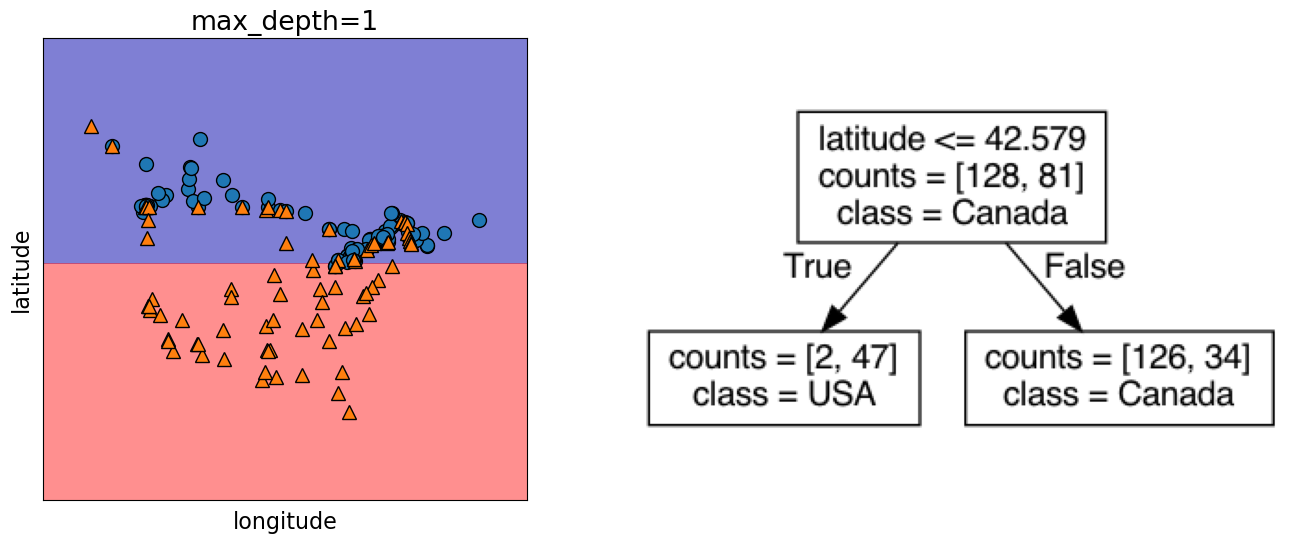 max_depth=1
latitude
longitude
latitude <= 42.579
counts = [128, 81]
class = Canada
True
False
counts = [2, 47]
class = USA
counts = [126, 34]
class = Canada